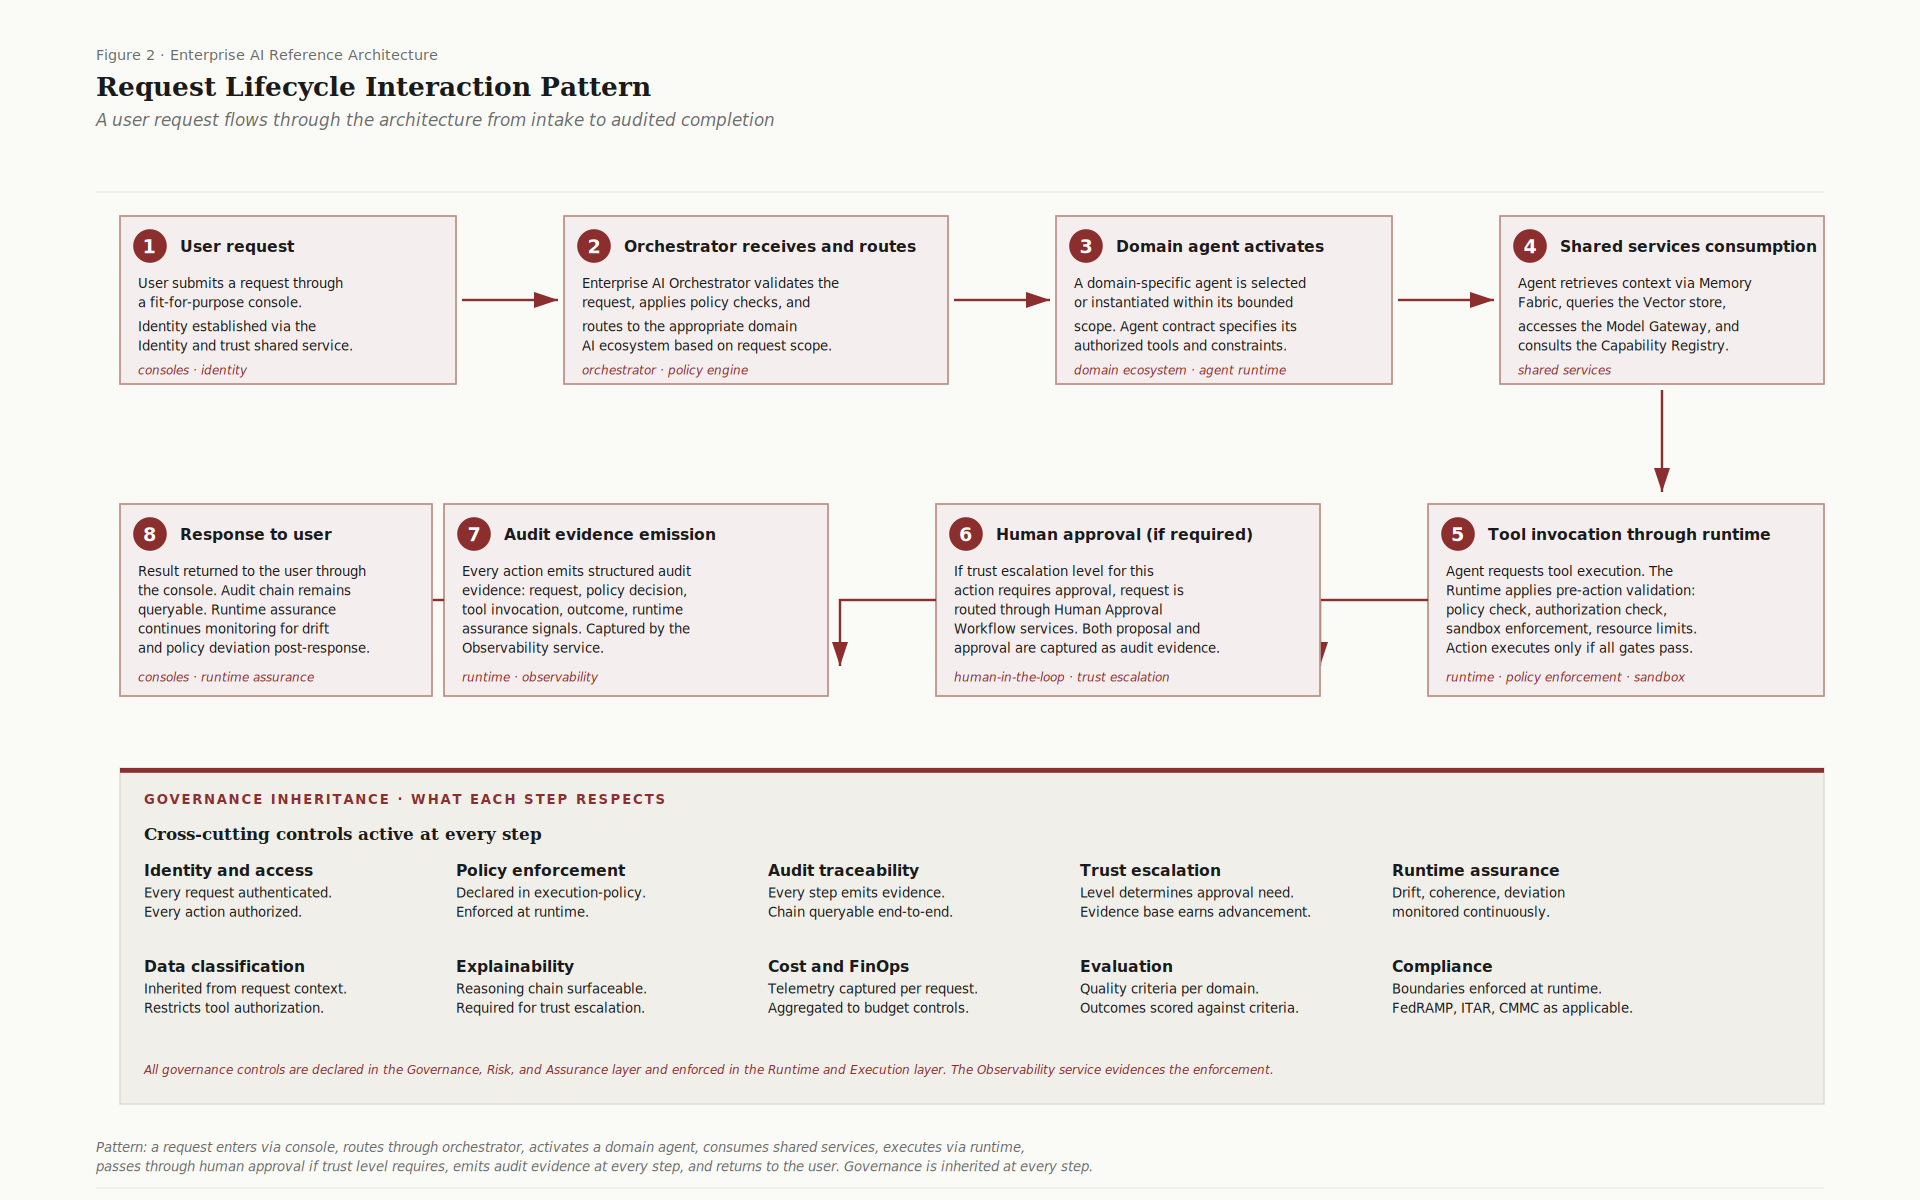 Figure 2 · Enterprise AI Reference Architecture
Request Lifecycle Interaction Pattern
A user request flows through the architecture from intake to audited completion
1 User request
User submits a request through
a fit-for-purpose console.
Identity established via the
Identity and trust shared service.
consoles · identity
2 Orchestrator receives and routes
Enterprise AI Orchestrator validates the
request, applies policy checks, and
routes to the appropriate domain
AI ecosystem based on request scope.
orchestrator · policy engine
3 Domain agent activates
A domain-specific agent is selected
or instantiated within its bounded
scope. Agent contract specifies its
authorized tools and constraints.
domain ecosystem · agent runtime
4 Shared services consumption
Agent retrieves context via Memory
Fabric, queries the Vector store,
accesses the Model Gateway, and
consults the Capability Registry.
shared services
8 Response to user
Result returned to the user through
the console. Audit chain remains
queryable. Runtime assurance
continues monitoring for drift
and policy deviation post-response.
consoles · runtime assurance
7 Audit evidence emission
Every action emits structured audit
evidence: request, policy decision,
tool invocation, outcome, runtime
assurance signals. Captured by the
Observability service.
runtime · observability
6 Human approval (if required)
If trust escalation level for this
action requires approval, request is
routed through Human Approval
Workflow services. Both proposal and
approval are captured as audit evidence.
human-in-the-loop · trust escalation
5 Tool invocation through runtime
Agent requests tool execution. The
Runtime applies pre-action validation:
policy check, authorization check,
sandbox enforcement, resource limits.
Action executes only if all gates pass.
runtime · policy enforcement · sandbox
GOVERNANCE INHERITANCE · WHAT EACH STEP RESPECTS
Cross-cutting controls active at every step
Identity and access
Every request authenticated.
Every action authorized.
Policy enforcement
Declared in execution-policy.
Enforced at runtime.
Audit traceability
Every step emits evidence.
Chain queryable end-to-end.
Trust escalation
Level determines approval need.
Evidence base earns advancement.
Runtime assurance
Drift, coherence, deviation
monitored continuously.
Data classification
Inherited from request context.
Restricts tool authorization.
Explainability
Reasoning chain surfaceable.
Required for trust escalation.
Cost and FinOps
Telemetry captured per request.
Aggregated to budget controls.
Evaluation
Quality criteria per domain.
Outcomes scored against criteria.
Compliance
Boundaries enforced at runtime.
FedRAMP, ITAR, CMMC as applicable.
All governance controls are declared in the Governance, Risk, and Assurance layer and enforced in the Runtime and Execution layer. The Observability service evidences the enforcement.
Pattern: a request enters via console, routes through orchestrator, activates a domain agent, consumes shared services, executes via runtime,
passes through human approval if trust level requires, emits audit evidence at every step, and returns to the user. Governance is inherited at every step.